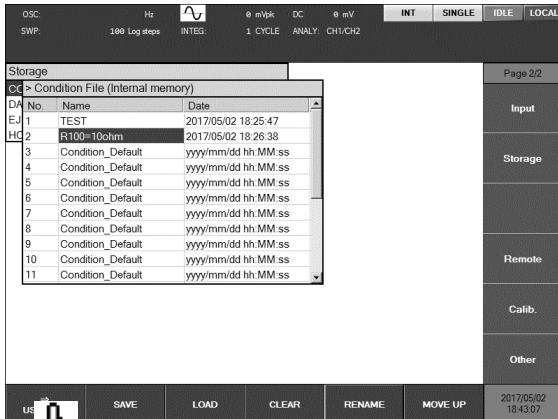 OSC: Hz 0 mVpk DC 0 mV INT SINGLE IDLE LOCAL
SWP: 100 Log steps INTEG: 1 CYCLE ANALY: CH1/CH2
Storage
> Condition File (Internal memory)
No. Name Date
1 TEST 2017/05/02 18:25:47
2 R100=10ohm 2017/05/02 18:26:38
3 Condition_Default yyyy/mm/dd hh:MM:ss
4 Condition_Default yyyy/mm/dd hh:MM:ss
5 Condition_Default yyyy/mm/dd hh:MM:ss
6 Condition_Default yyyy/mm/dd hh:MM:ss
7 Condition_Default yyyy/mm/dd hh:MM:ss
8 Condition_Default yyyy/mm/dd hh:MM:ss
9 Condition_Default yyyy/mm/dd hh:MM:ss
10 Condition_Default yyyy/mm/dd hh:MM:ss
11 Condition_Default yyyy/mm/dd hh:MM:ss
Page 2/2
Input
Storage
Remote
Calib.
Other
SAVE LOAD CLEAR RENAME MOVE UP
2017/05/02
18:43:07